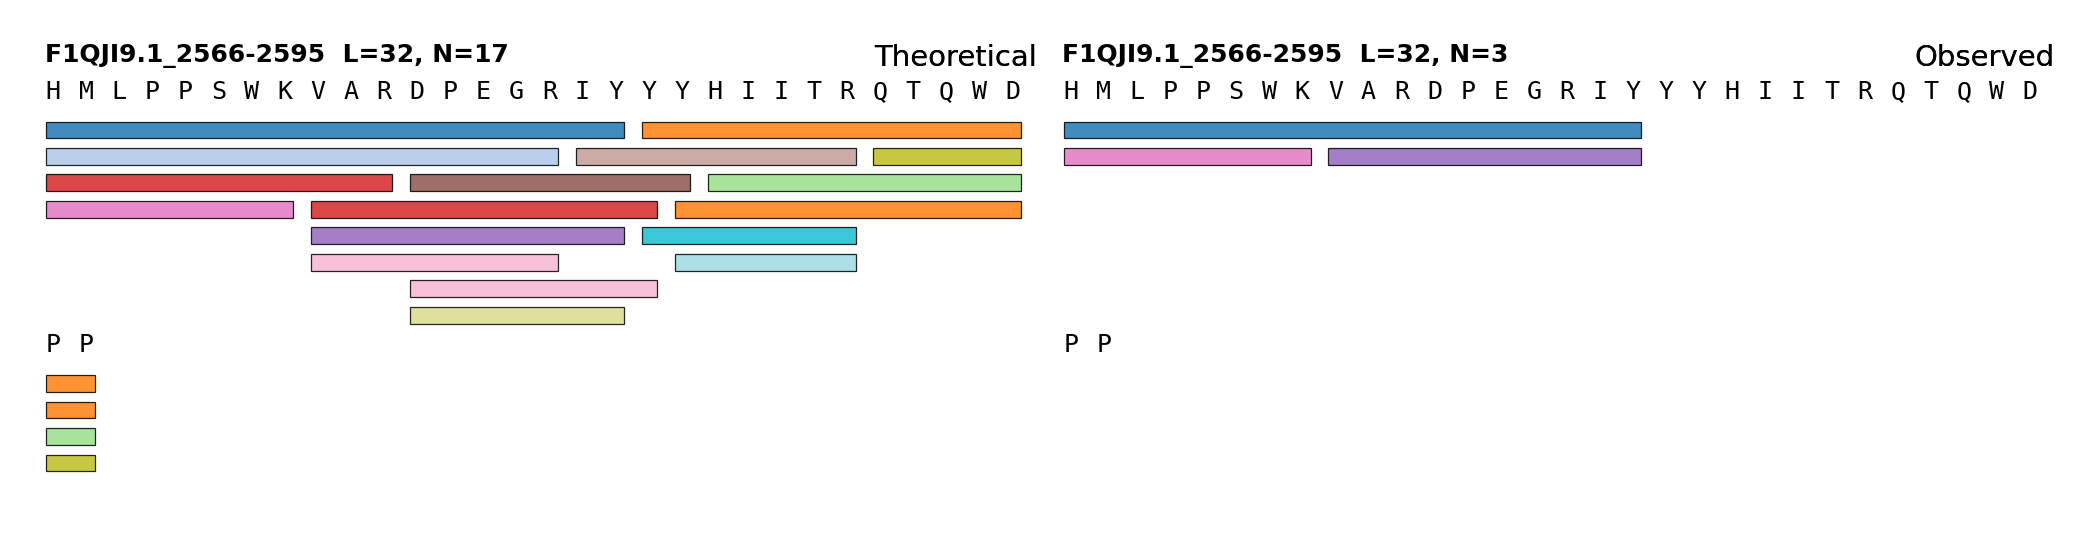 F1QJI9.1_2566-2595 L=32, N=17
Theoretical
H M L P P S W K V A R D P E G R I Y Y Y H I I T R Q T Q W D
P P
F1QJI9.1_2566-2595 L=32, N=3
Observed
H M L P P S W K V A R D P E G R I Y Y Y H I I T R Q T Q W D
P P